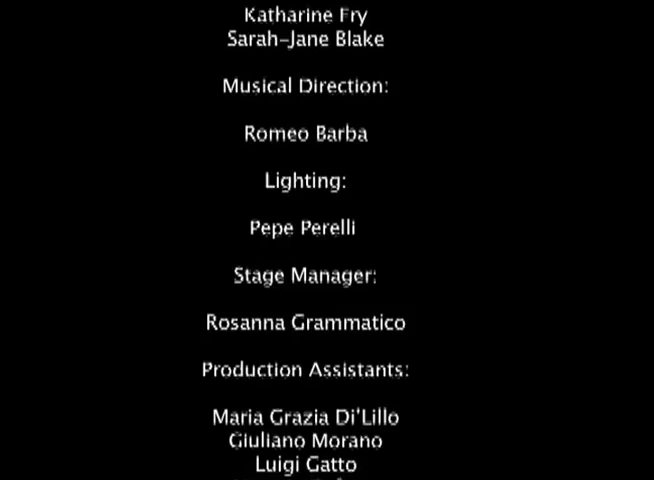 Katharine Fry
Sarah-Jane Blake
Musical Direction:
Romeo Barba
Lighting:
Pepe Perelli
Stage Manager:
Rosanna Grammatico
Production Assistants:
Maria Grazia Di'Lillo
Giuliano Morano
Luigi Gatto